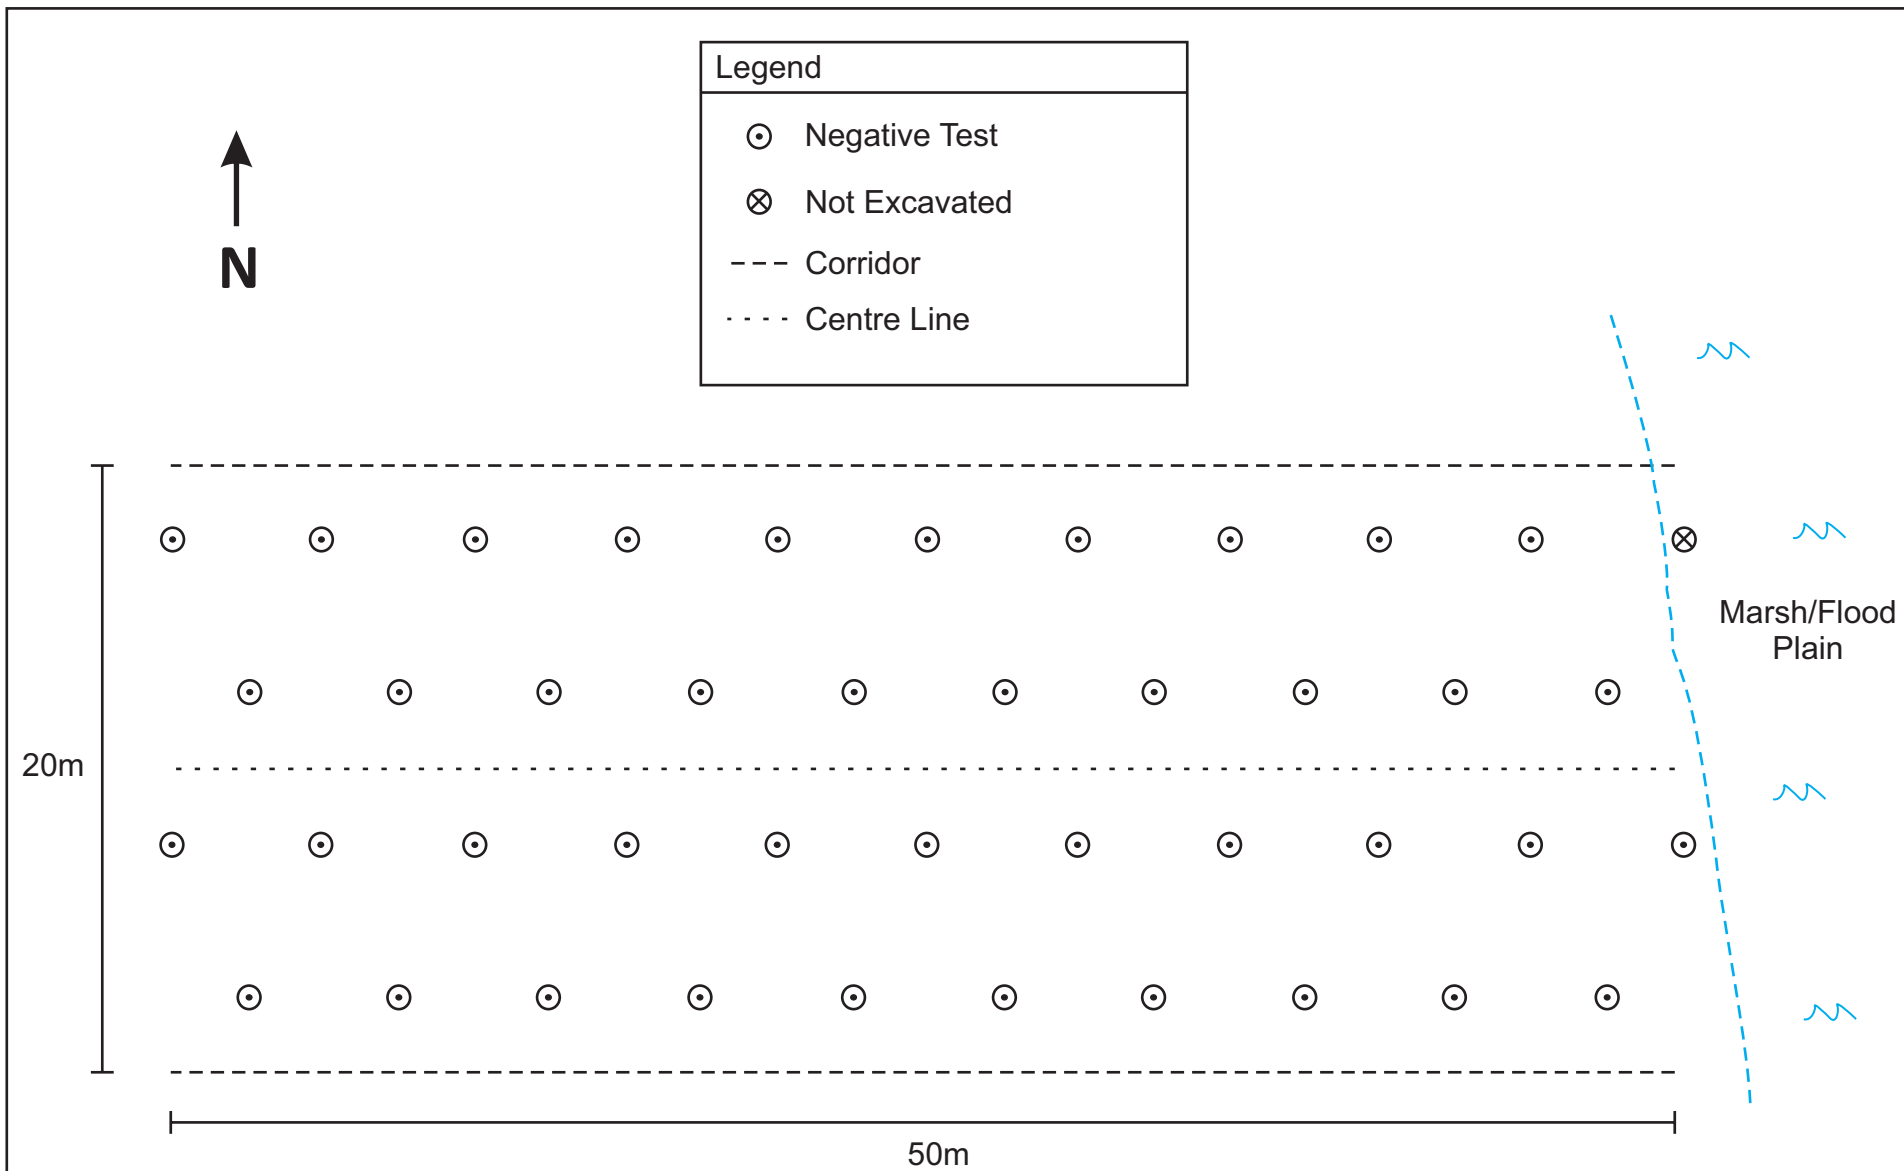 Legend
Negative Test
Not Excavated
Corridor
Centre Line
N
Marsh/Flood
Plain
20m
50m